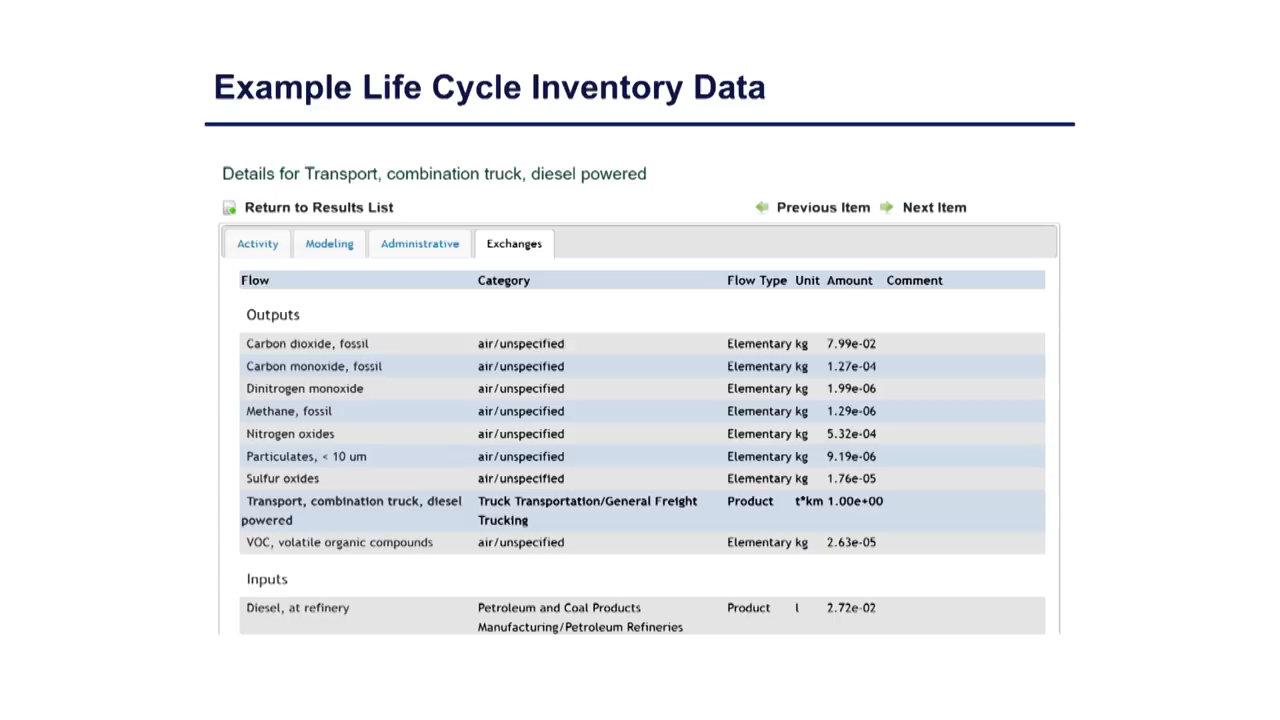 Example Life Cycle Inventory Data
Details for Transport, combination truck, diesel powered
Return to Results List Previous Item Next Item
Activity Modeling Administrative Exchanges
Flow Category Flow Type Unit Amount Comment
Outputs
Carbon dioxide, fossil air/unspecified Elementary kg 7.99e-02
Carbon monoxide, fossil air/unspecified Elementary kg 1.27e-04
Dinitrogen monoxide air/unspecified Elementary kg 1.99e-06
Methane, fossil air/unspecified Elementary kg 1.29e-06
Nitrogen oxides air/unspecified Elementary kg 5.32e-04
Particulates, < 10 um air/unspecified Elementary kg 9.19e-06
Sulfur oxides air/unspecified Elementary kg 1.76e-05
Transport, combination truck, diesel Truck Transportation/General Freight Product t*km 1.00e+00
powered Trucking
VOC, volatile organic compounds air/unspecified Elementary kg 2.63e-05
Inputs
Diesel, at refinery Petroleum and Coal Products Product l 2.72e-02
Manufacturing/Petroleum Refineries